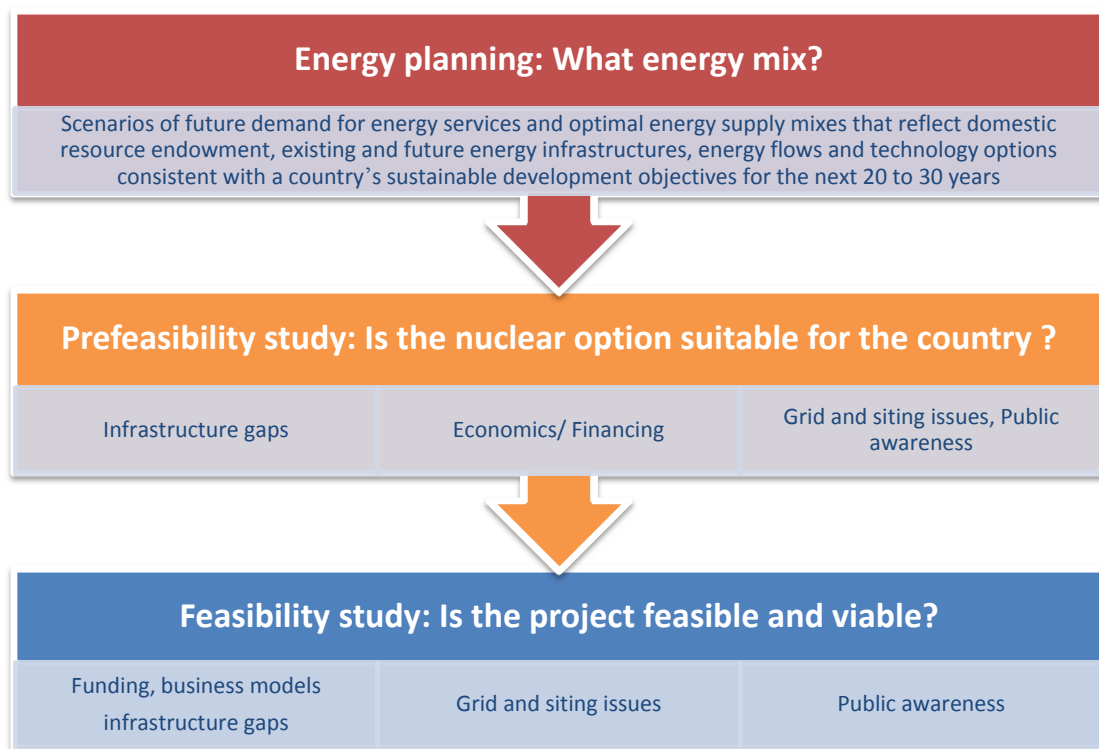 Energy planning: What energy mix?
Scenarios of future demand for energy services and optimal energy supply mixes that reflect domestic
resource endowment, existing and future energy infrastructures, energy flows and technology options
consistent with a country's sustainable development objectives for the next 20 to 30 years
Prefeasibility study: Is the nuclear option suitable for the country ?
Infrastructure gaps
Economics/ Financing
Grid and siting issues, Public
awareness
Feasibility study: Is the project feasible and viable?
Funding, business models
infrastructure gaps
Grid and siting issues
Public awareness